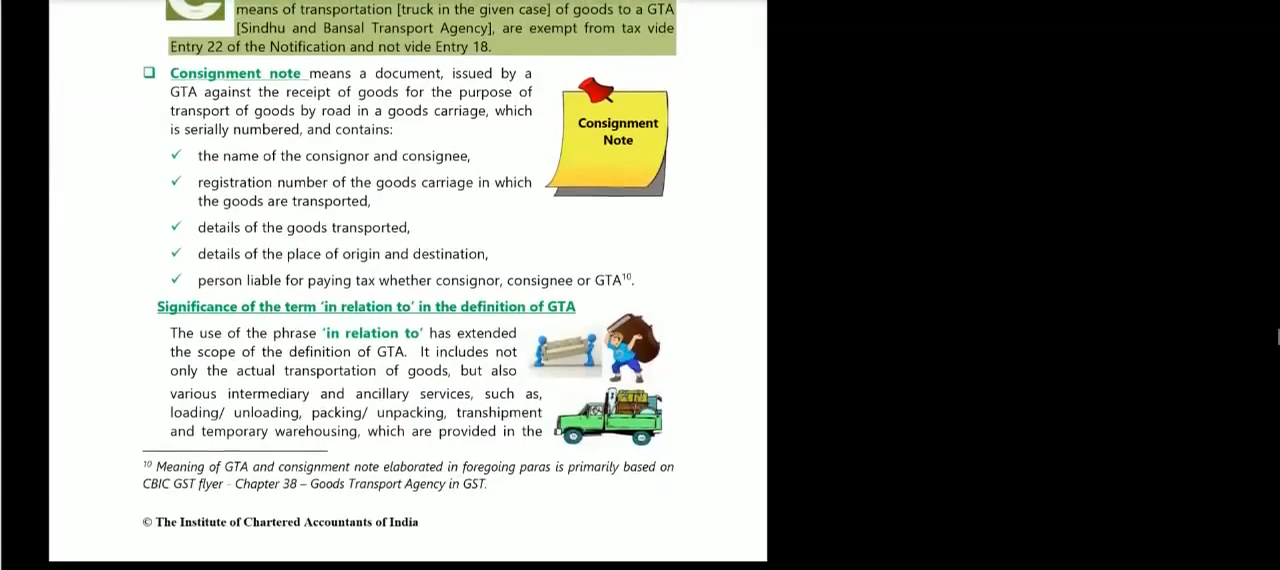 means of transportation [truck in the given case] of goods to a GTA
[Sindhu and Bansal Transport Agency], are exempt from tax vide
Entry 22 of the Notification and not vide Entry 18.
❑ Consignment note means a document, issued by a
GTA against the receipt of goods for the purpose of
transport of goods by road in a goods carriage, which
is serially numbered, and contains:
Consignment
Note
✓ the name of the consignor and consignee,
✓ registration number of the goods carriage in which
the goods are transported,
✓ details of the goods transported,
✓ details of the place of origin and destination,
✓ person liable for paying tax whether consignor, consignee or GTA¹⁰.
Significance of the term ‘in relation to’ in the definition of GTA
The use of the phrase ‘in relation to’ has extended
the scope of the definition of GTA. It includes not
only the actual transportation of goods, but also
various intermediary and ancillary services, such as,
loading/ unloading, packing/ unpacking, transhipment
and temporary warehousing, which are provided in the
¹⁰ Meaning of GTA and consignment note elaborated in foregoing paras is primarily based on
CBIC GST flyer - Chapter 38 – Goods Transport Agency in GST.
© The Institute of Chartered Accountants of India